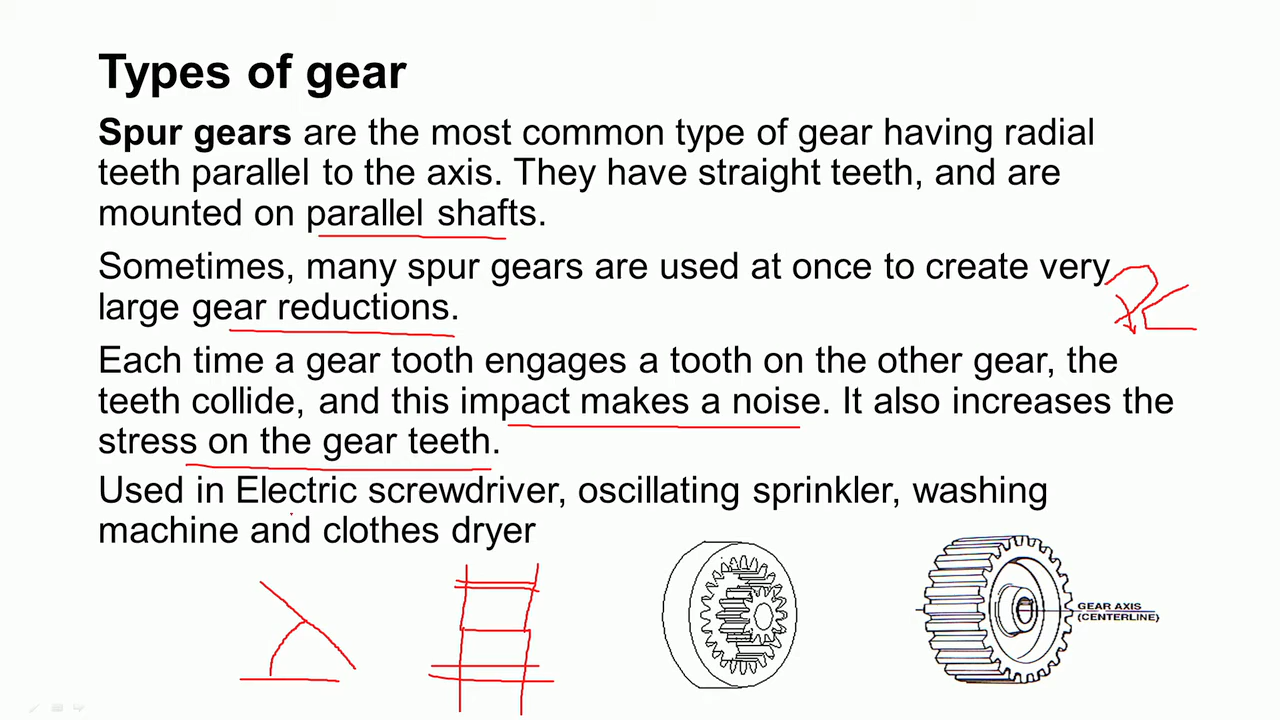 Types of gear
Spur gears are the most common type of gear having radial
teeth parallel to the axis. They have straight teeth, and are
mounted on parallel shafts.
Sometimes, many spur gears are used at once to create very
large gear reductions.
Each time a gear tooth engages a tooth on the other gear, the
teeth collide, and this impact makes a noise. It also increases the
stress on the gear teeth.
Used in Electric screwdriver, oscillating sprinkler, washing
machine and clothes dryer
GEAR AXIS
(CENTERLINE)